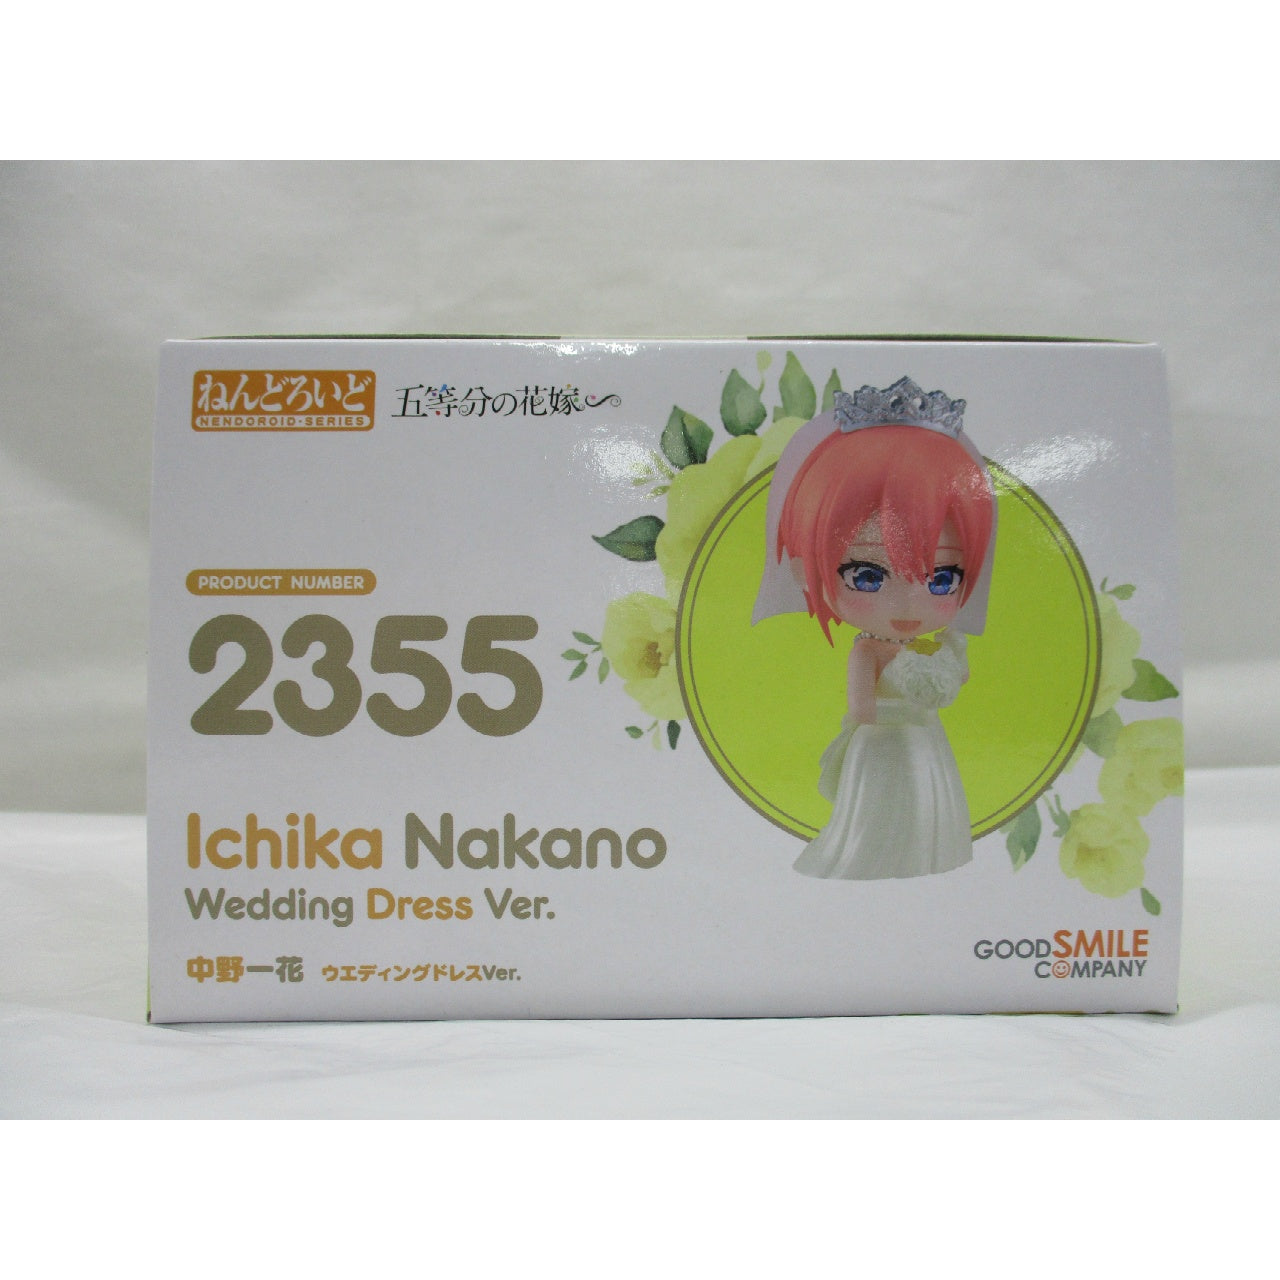 ねんどろいど
NENDOROID·SERIES
五等分の花嫁〜
PRODUCT NUMBER
2355
Ichika Nakano
Wedding Dress Ver.
中野一花 ウエディングドレスVer.
GOOD SMILE
COMPANY